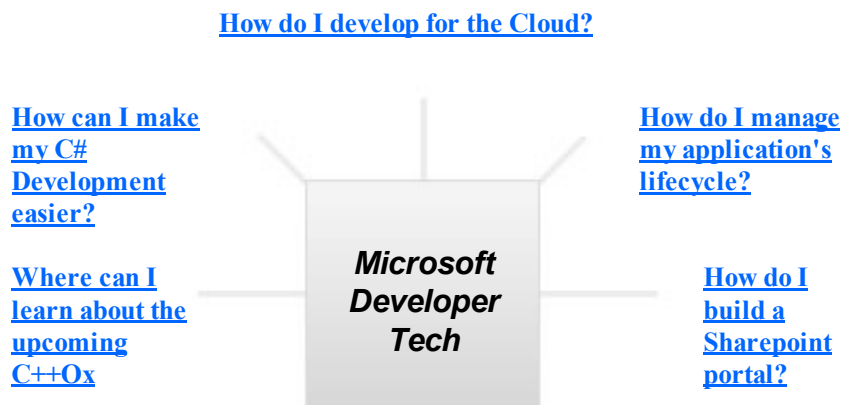 How do I develop for the Cloud?
How can I make
my C#
Development
easier?
How do I manage
my application's
lifecycle?
Where can I
learn about the
upcoming
C++Ox
Microsoft
Developer
Tech
How do I
build a
Sharepoint
portal?